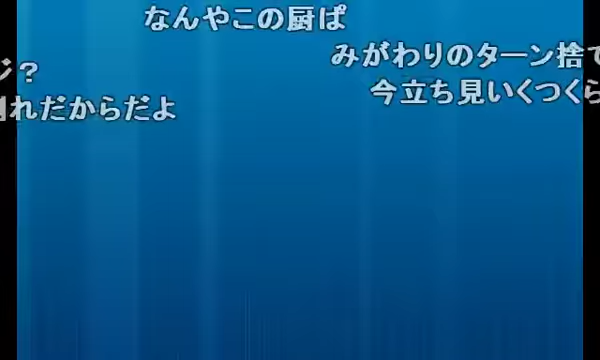 なんやこの厨ぱ
みがわりのターン捨て
ジ？
今立ち見いくつくら
れだからだよ